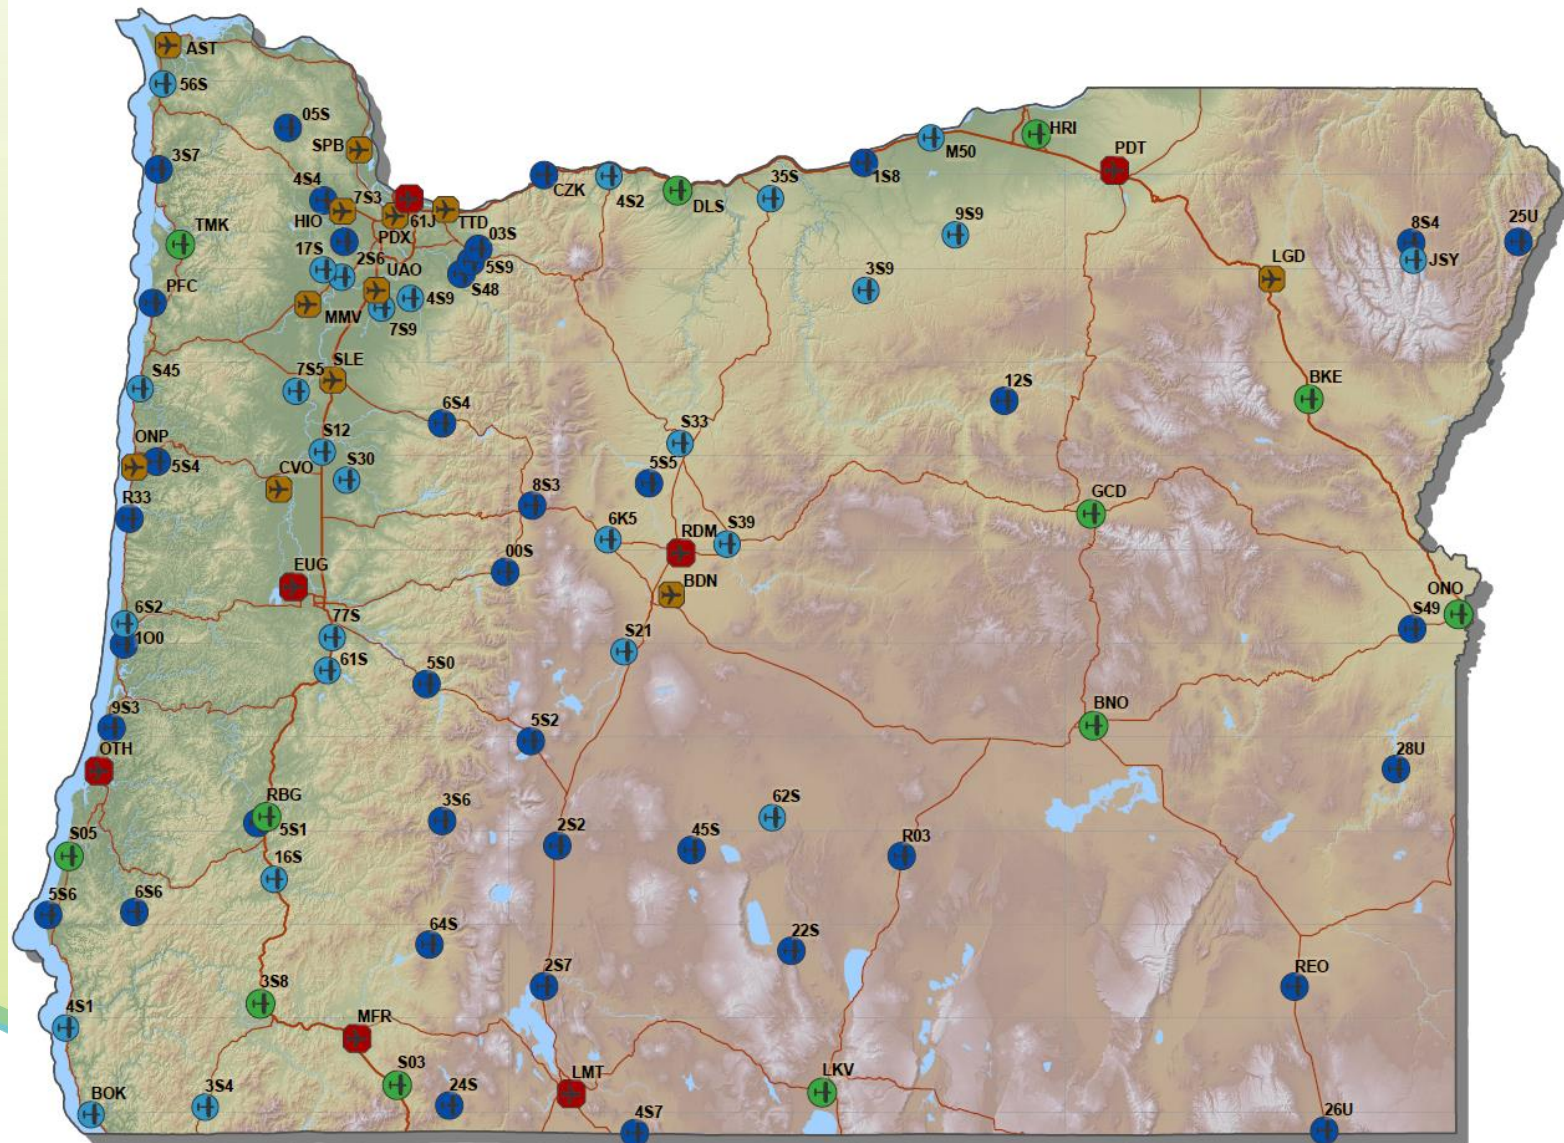 AST
56S
05S
SPB
3S7
4S4
7S3
HIO
61J
PDX
TTD
CZK
4S2
DLS
35S
1S8
M50
HRI
PDT
TMK
17S
2S6
UAO
03S
5S9
S48
4S9
7S9
MMV
9S9
3S9
LGD
8S4
25U
JSY
PFC
SLE
7S5
S45
6S4
12S
BKE
ONP
5S4
S12
CVO
S30
S33
5S5
R33
8S3
6K5
RDM
S39
GCD
EUG
00S
BDN
ONO
S49
6S2
1O0
77S
61S
S21
5S0
9S3
OTH
5S2
BNO
28U
RBG
5S1
3S6
2S2
45S
62S
R03
S05
16S
5S6
6S6
64S
22S
2S7
REO
3S8
4S1
MFR
S03
24S
LMT
LKV
BOK
3S4
4S7
26U